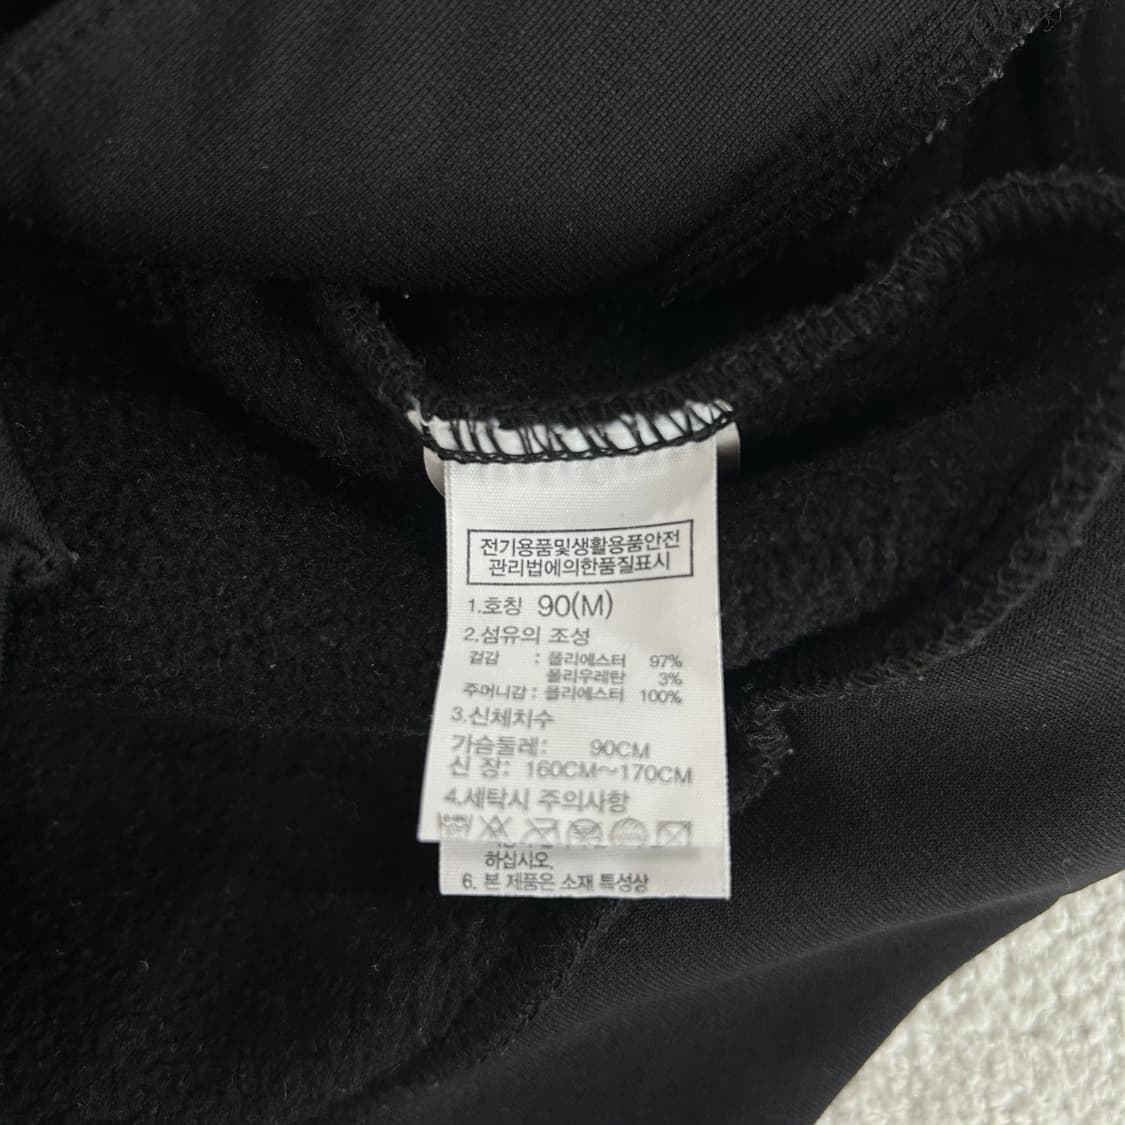 전기용품및생활용품안전
관리법에의한품질표시
1.호칭 90(M)
2.섬유의 조성
겉감 : 폴리에스터 97%
폴리우레탄 3%
주머니감 : 폴리에스터 100%
3.신체치수
가슴둘레: 90CM
신 장: 160CM~170CM
4.세탁시 주의사항
하십시오.
6. 본 제품은 소재 특성상